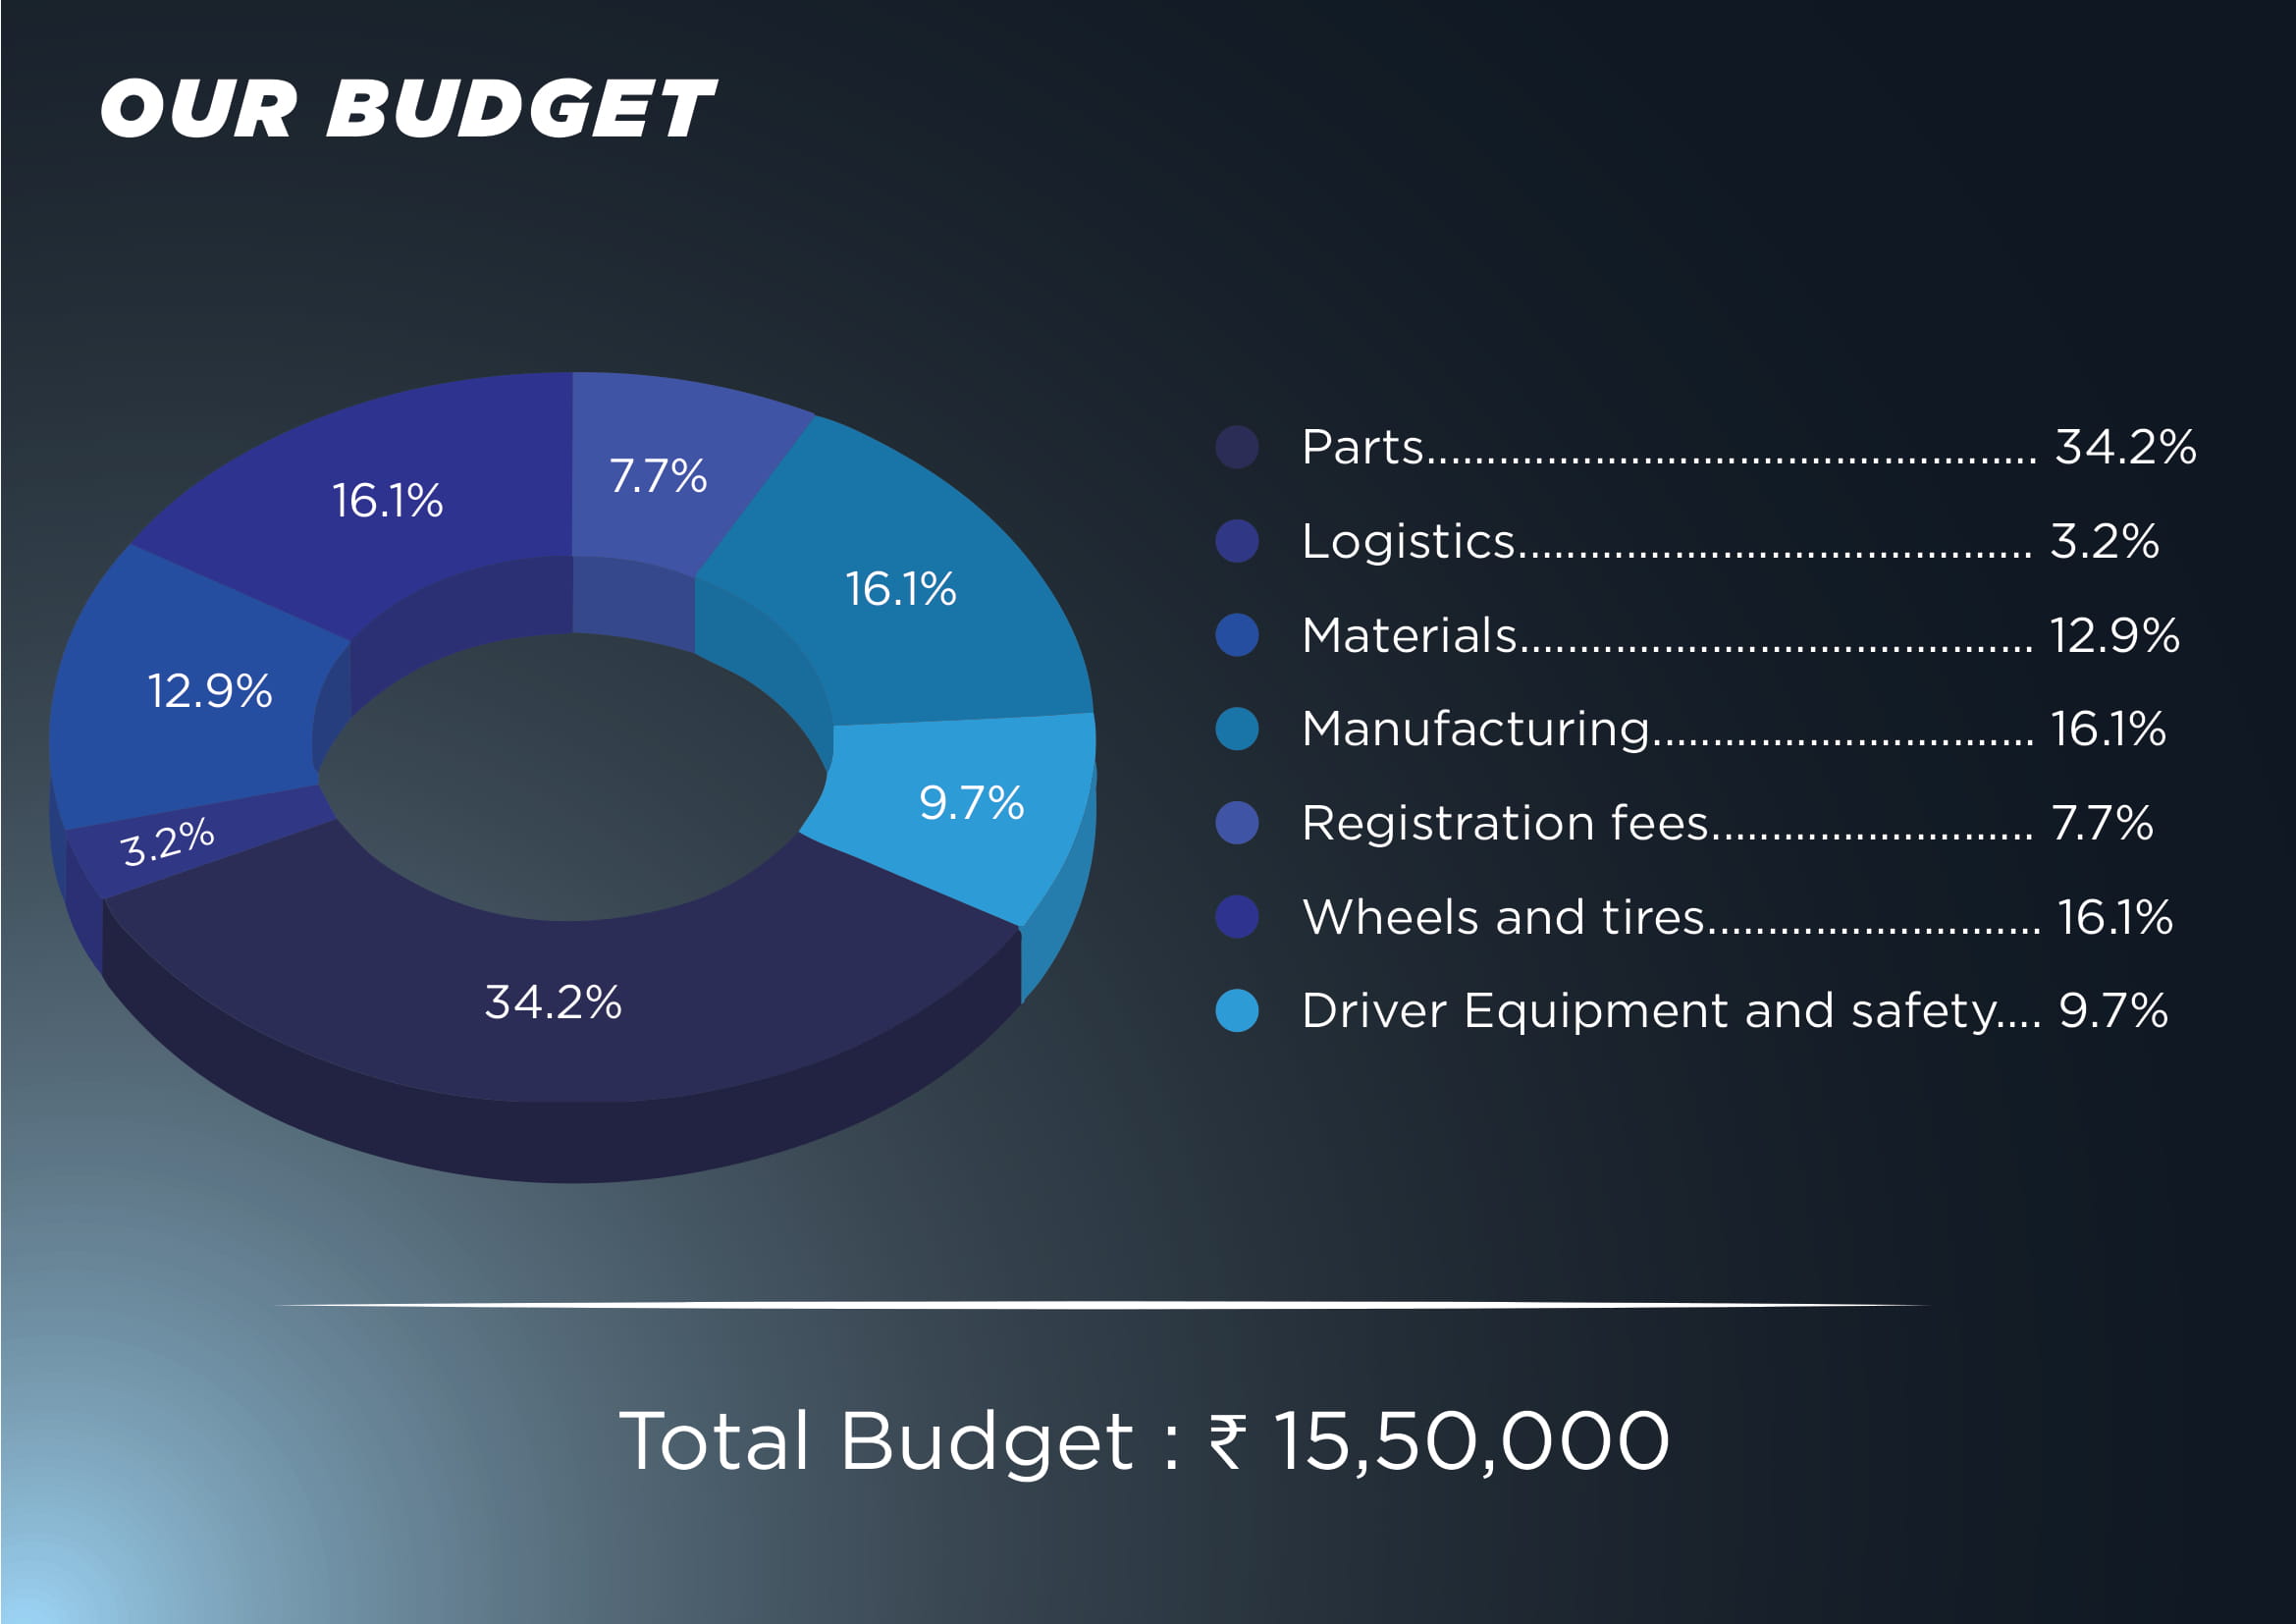 OUR BUDGET
16.1%
7.7%
16.1%
12.9%
9.7%
3.2%
34.2%
Parts................................................... 34.2%
Logistics........................................... 3.2%
Materials........................................... 12.9%
Manufacturing................................ 16.1%
Registration fees........................... 7.7%
Wheels and tires............................ 16.1%
Driver Equipment and safety.... 9.7%
Total Budget : ₹ 15,50,000